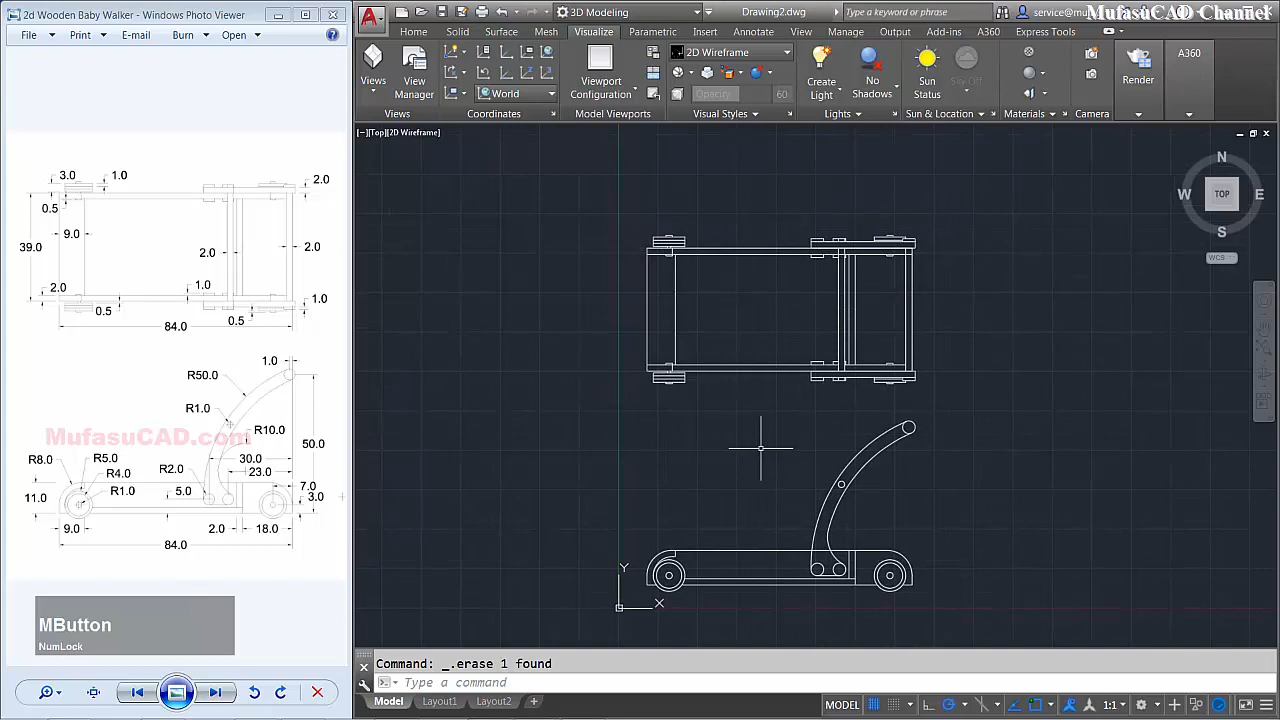 2d Wooden Baby Walker - Windows Photo Viewer
File Print E-mail Burn Open
3.0 1.0 2.0
0.5
9.0
39.0 2.0 2.0
2.0 1.0 1.0
0.5 0.5
84.0
1.0
R50.0
R1.0
MufasuCAD.com
R10.0
50.0
R8.0 R5.0 30.0
R4.0 R2.0 23.0
R1.0 7.0
11.0 5.0 3.0
9.0 2.0 18.0
84.0
MButton
NumLock
3D Modeling Drawing2.dwg Type a keyword or phrase
MufasuCAD Channel
Home Solid Surface Mesh Visualize Parametric Insert Annotate View Manage Output Add-ins A360 Express Tools
Views View Manager
World
Viewport Configuration
2D Wireframe
Opacity 60
Create Light
No Shadows
Sun Status
Sky Off
Render
A360
Views Coordinates Model Viewports Visual Styles Lights Sun & Location Materials Camera
[−][Top][2D Wireframe]
N
W TOP E
S
WCS
Y
X
Command: _.erase 1 found
Type a command
Model Layout1 Layout2 +
MODEL 1:1